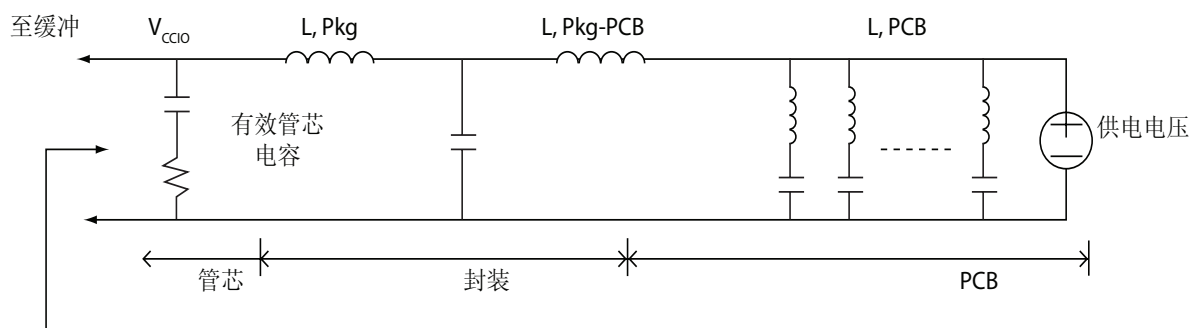 至缓冲
VCCIO
L, Pkg
L, Pkg-PCB
L, PCB
有效管芯
电容
供电电压
管芯
封装
PCB